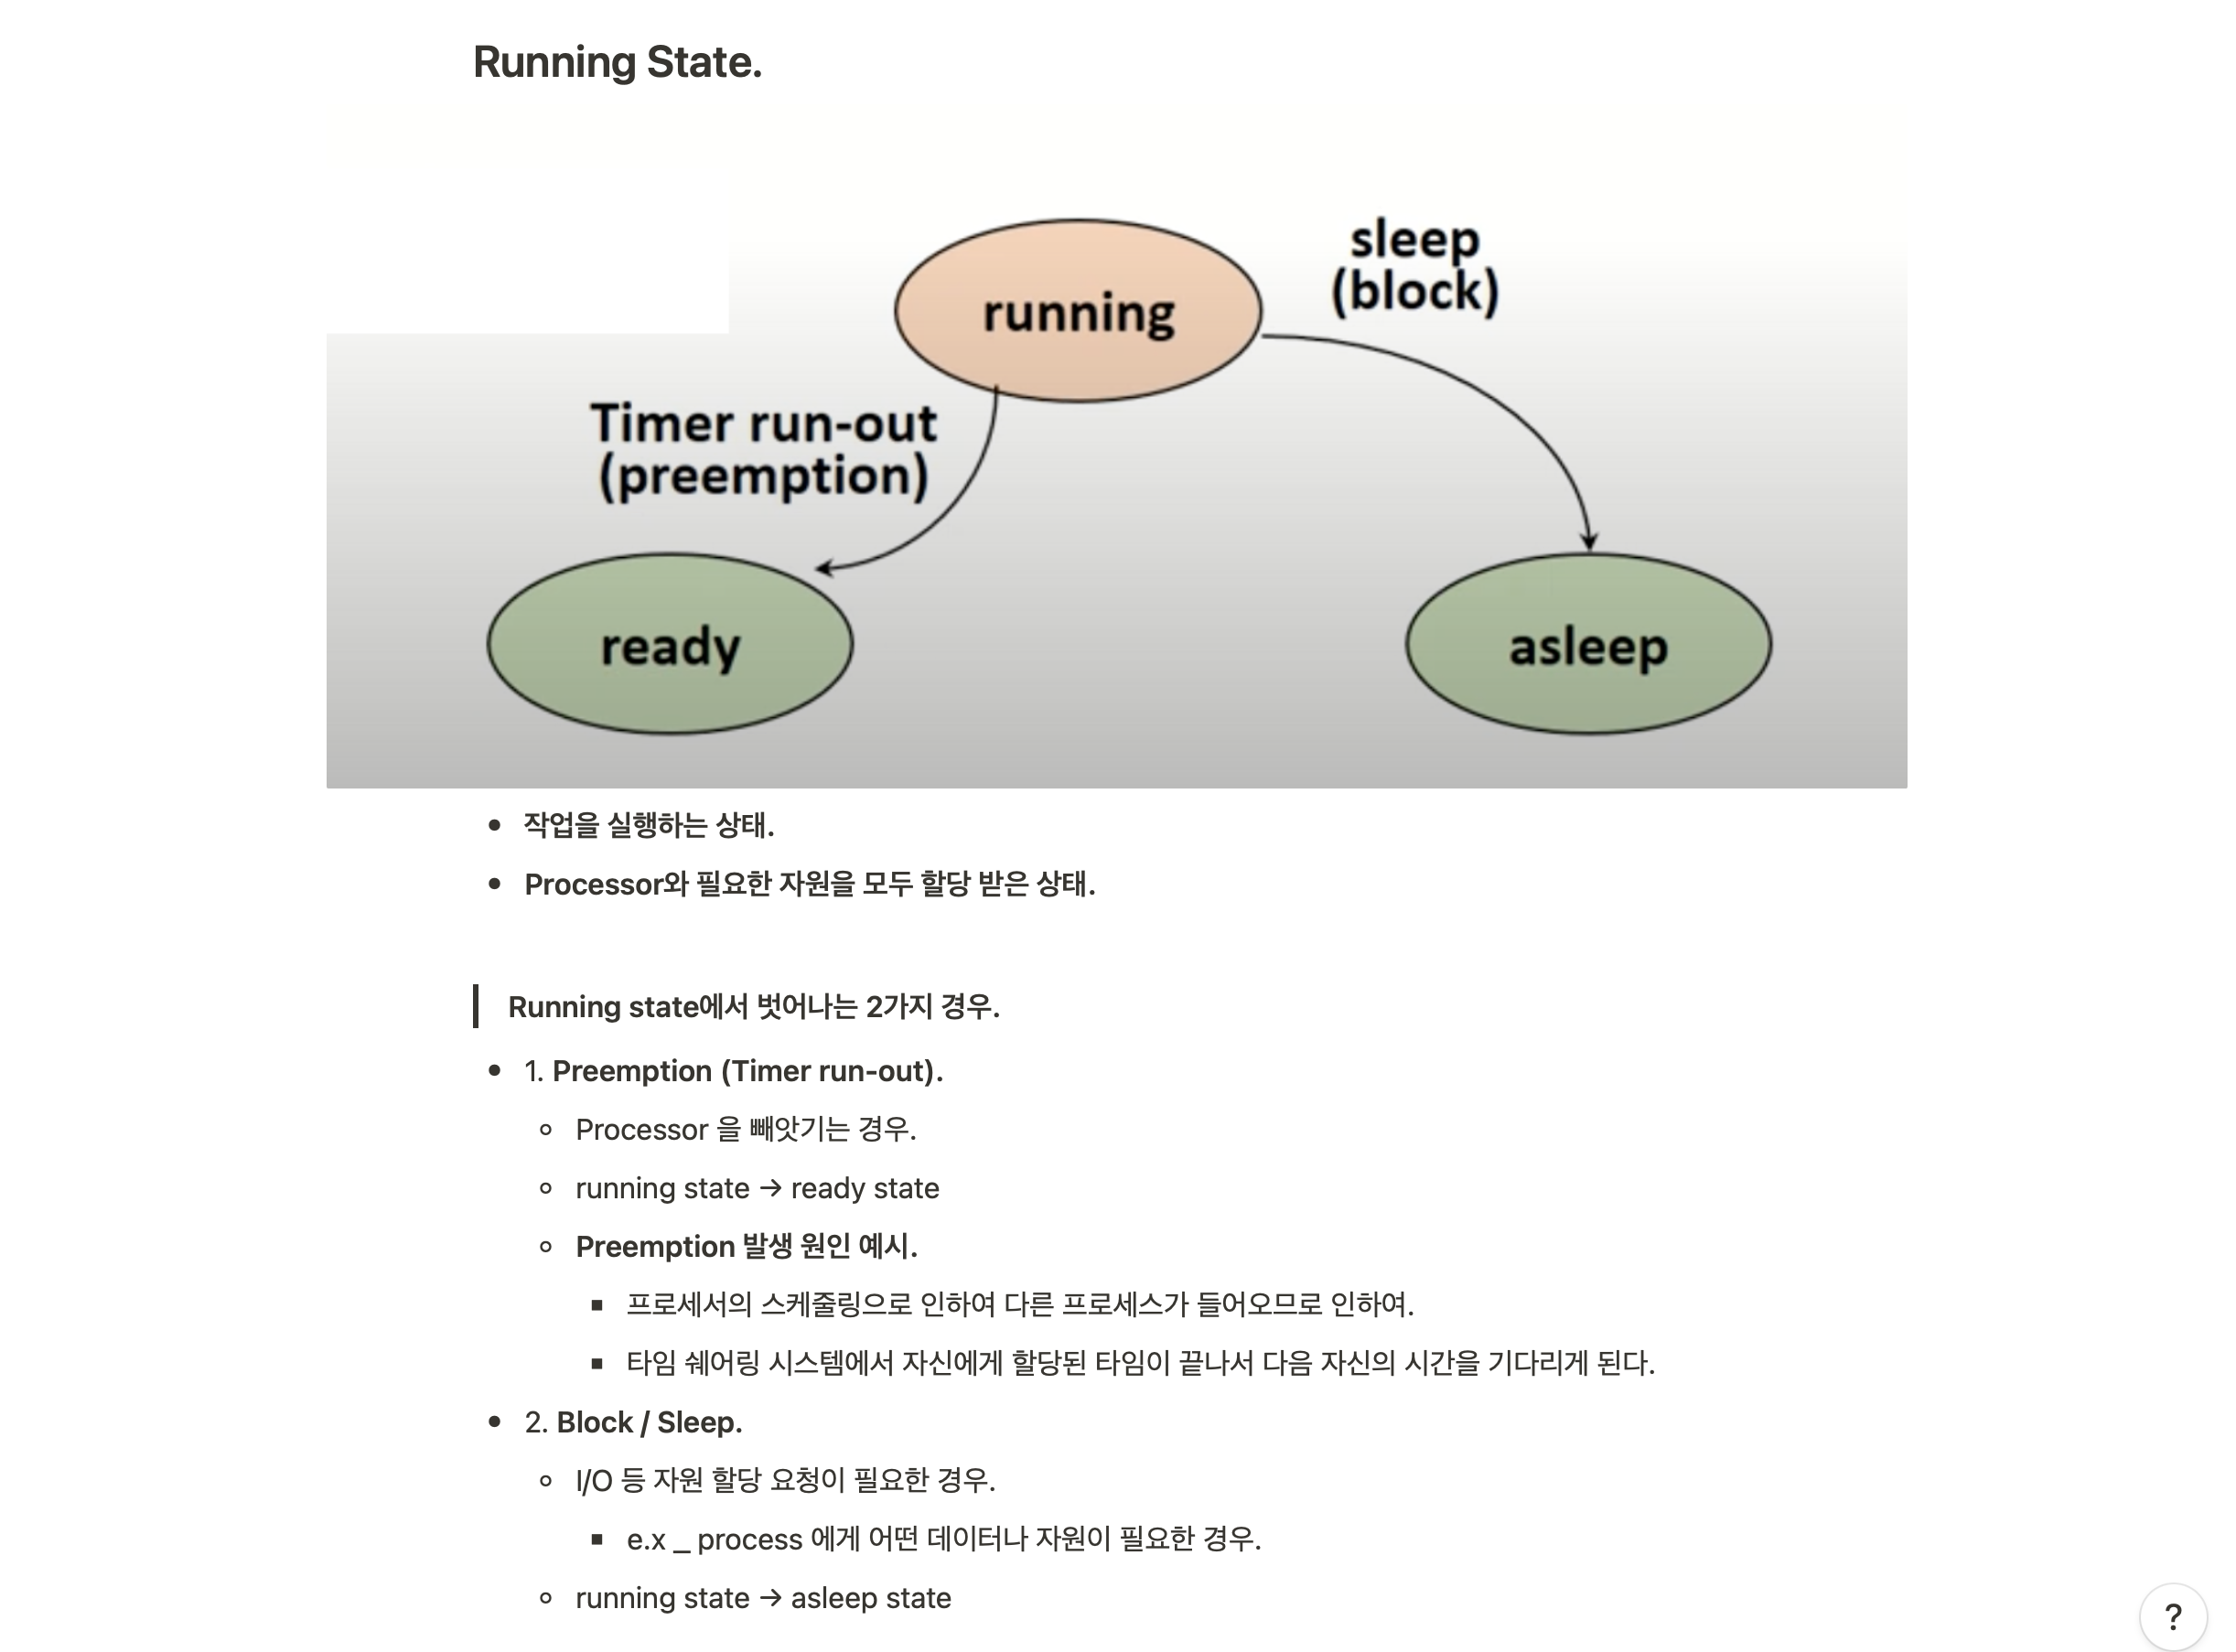 Running State.
running
sleep
(block)
Timer run-out
(preemption)
ready
asleep
• 작업을 실행하는 상태.
• Processor와 필요한 자원을 모두 할당 받은 상태.
Running state에서 벗어나는 2가지 경우.
• 1. Preemption (Timer run-out).
◦ Processor 을 빼앗기는 경우.
◦ running state → ready state
◦ Preemption 발생 원인 예시.
▪ 프로세서의 스케줄링으로 인하여 다른 프로세스가 들어오므로 인하여.
▪ 타임 쉐어링 시스템에서 자신에게 할당된 타임이 끝나서 다음 자신의 시간을 기다리게 된다.
• 2. Block / Sleep.
◦ I/O 등 자원 할당 요청이 필요한 경우.
▪ e.x _ process 에게 어떤 데이터나 자원이 필요한 경우.
◦ running state → asleep state
?